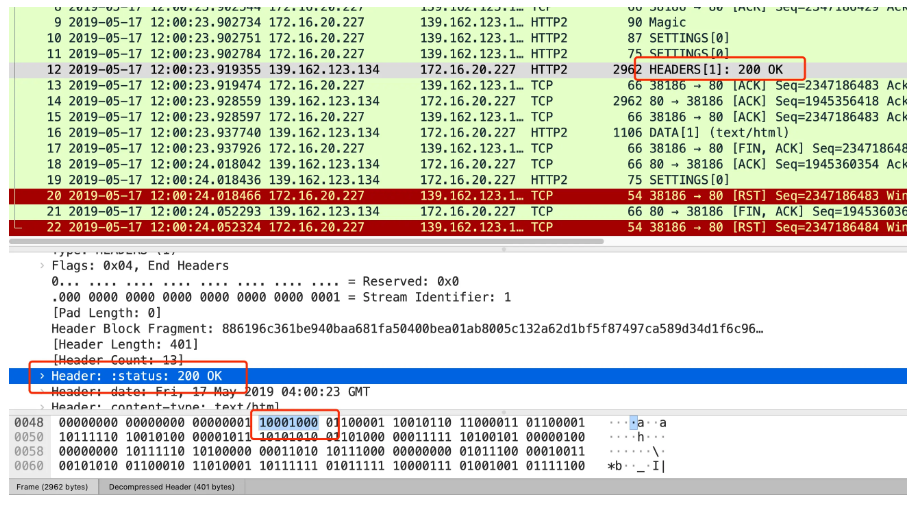 9 2019-05-17 12:00:23.902734 172.16.20.227 139.162.123.1… HTTP2 90 Magic
10 2019-05-17 12:00:23.902751 172.16.20.227 139.162.123.1… HTTP2 87 SETTINGS[0]
11 2019-05-17 12:00:23.902784 172.16.20.227 139.162.123.1… HTTP2 75 SETTINGS[0]
12 2019-05-17 12:00:23.919355 139.162.123.134 172.16.20.227 HTTP2 2962 HEADERS[1]: 200 OK
13 2019-05-17 12:00:23.919474 172.16.20.227 139.162.123.1… TCP 66 38186 → 80 [ACK] Seq=2347186483 Ack
14 2019-05-17 12:00:23.928559 139.162.123.134 172.16.20.227 TCP 2962 80 → 38186 [ACK] Seq=1945356418 Ack
15 2019-05-17 12:00:23.928597 172.16.20.227 139.162.123.1… TCP 66 38186 → 80 [ACK] Seq=2347186483 Ack
16 2019-05-17 12:00:23.937740 139.162.123.134 172.16.20.227 HTTP2 1106 DATA[1] (text/html)
17 2019-05-17 12:00:23.937926 172.16.20.227 139.162.123.1… TCP 66 38186 → 80 [FIN, ACK] Seq=234718648
18 2019-05-17 12:00:24.018042 139.162.123.134 172.16.20.227 TCP 66 80 → 38186 [ACK] Seq=1945360354 Ack
19 2019-05-17 12:00:24.018436 139.162.123.134 172.16.20.227 HTTP2 75 SETTINGS[0]
20 2019-05-17 12:00:24.018466 172.16.20.227 139.162.123.1… TCP 54 38186 → 80 [RST] Seq=2347186483 Win
21 2019-05-17 12:00:24.052293 139.162.123.134 172.16.20.227 TCP 66 80 → 38186 [FIN, ACK] Seq=194536036
22 2019-05-17 12:00:24.052324 172.16.20.227 139.162.123.1… TCP 54 38186 → 80 [RST] Seq=2347186484 Win
Flags: 0x04, End Headers
0... .... .... .... .... .... .... .... = Reserved: 0x0
.000 0000 0000 0000 0000 0000 0000 0001 = Stream Identifier: 1
[Pad Length: 0]
Header Block Fragment: 886196c361be940baa681fa50400bea01ab8005c132a62d1bf5f87497ca589d34d1f6c96…
[Header Length: 401]
[Header Count: 13]
Header: :status: 200 OK
Header: date: Fri, 17 May 2019 04:00:23 GMT
Header: content-type: text/html
0048 00000000 00000000 00000001 10001000 01100001 10010110 11000011 01100001 ····a··a
0050 10111110 10010100 00001011 10101010 01101000 00011111 10100101 00000100 ····h···
0058 00000000 10111110 10100000 00011010 10111000 00000000 01011100 00010011 ······\·
0060 00101010 01100010 11010001 10111111 01011111 10000111 01001001 01111100 *b··_·I|
Frame (2962 bytes) Decompressed Header (401 bytes)